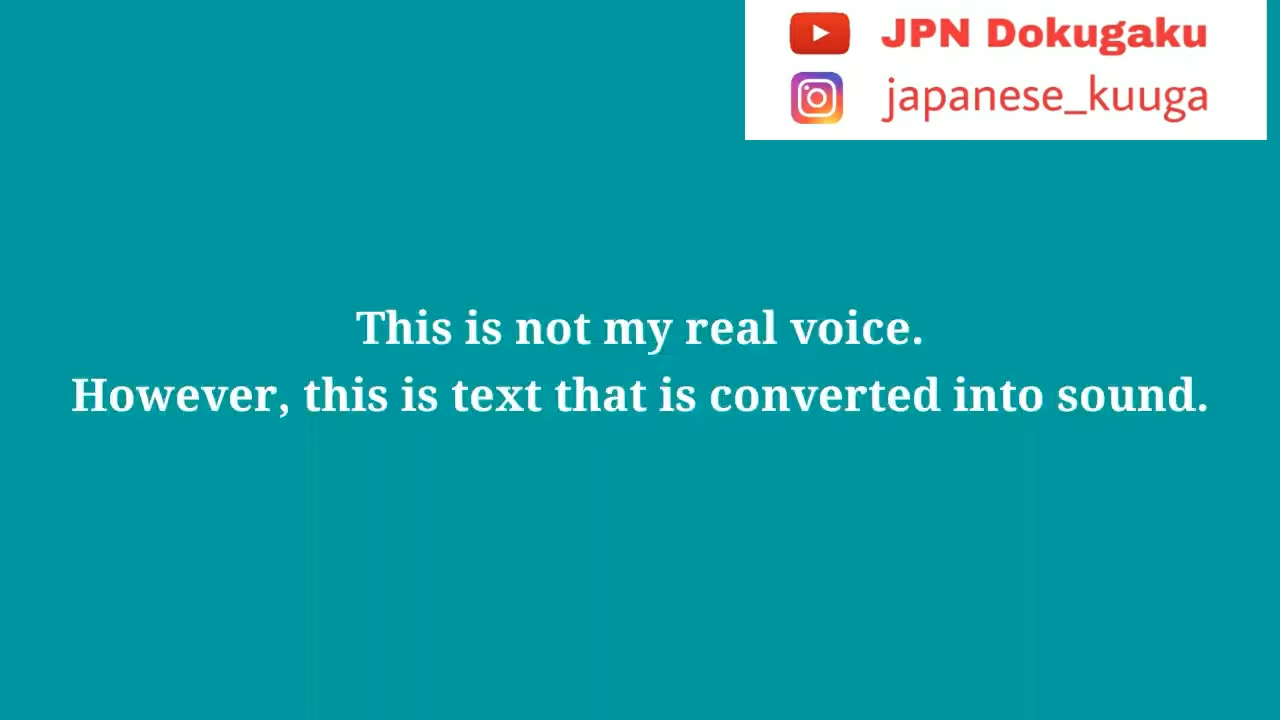 JPN Dokugaku
japanese_kuuga
This is not my real voice.
However, this is text that is converted into sound.